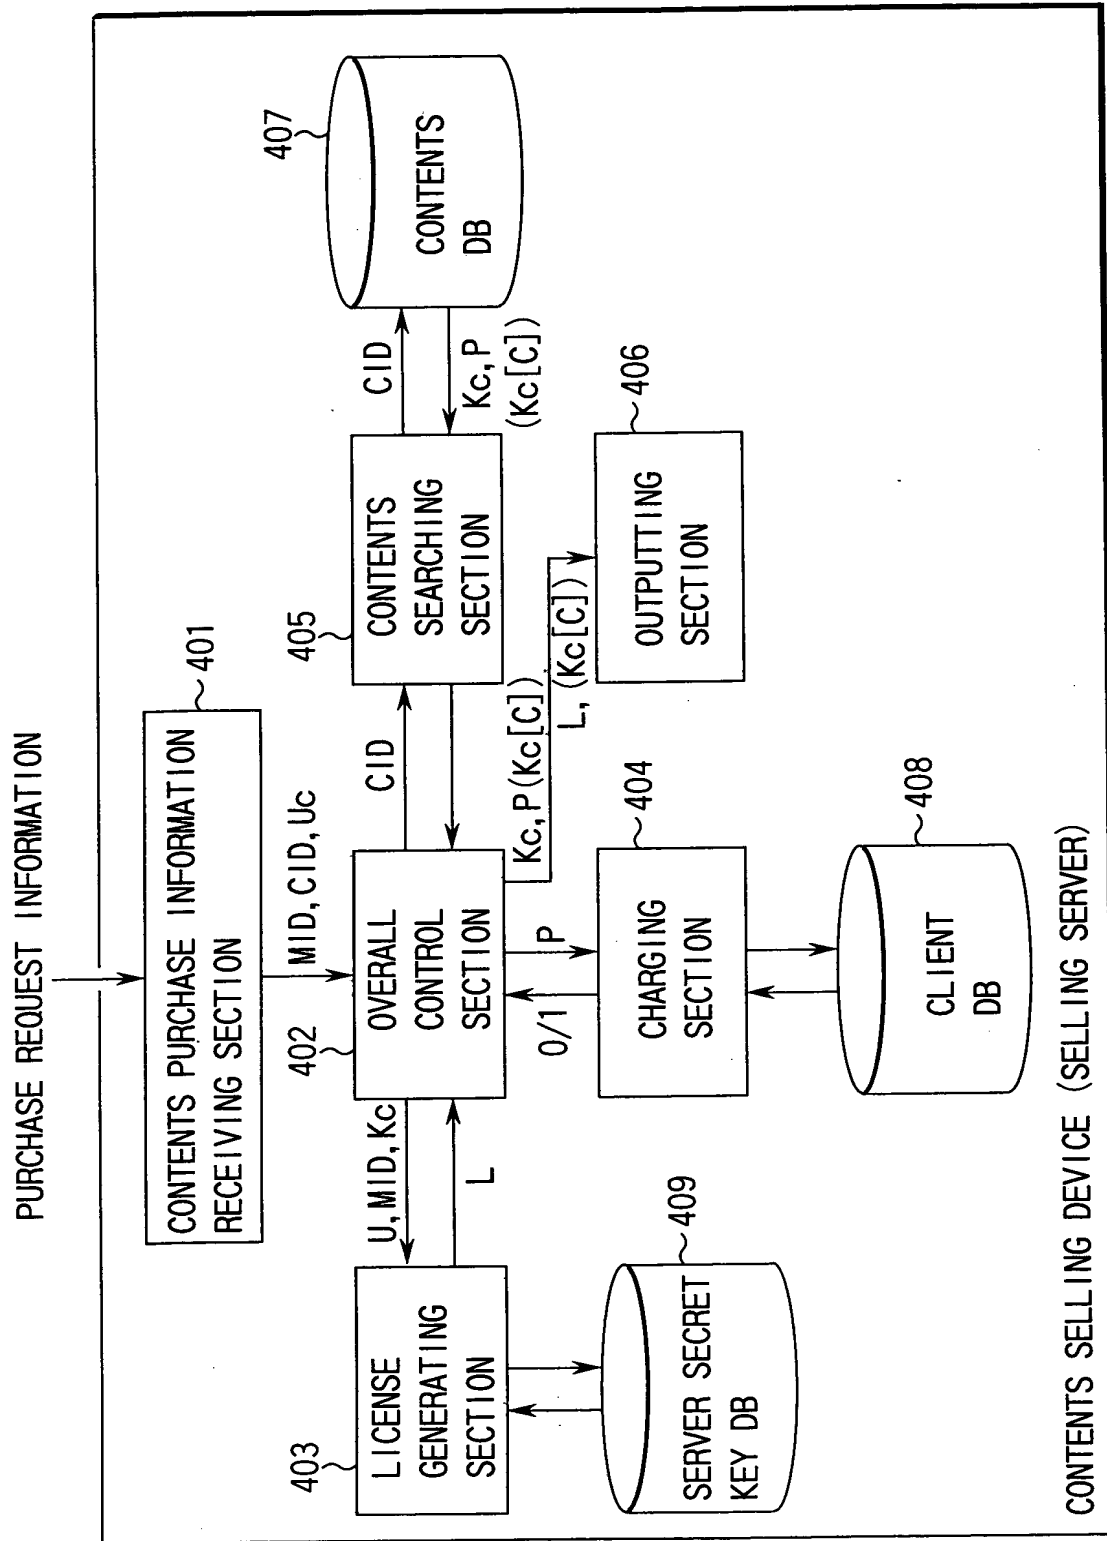 PURCHASE REQUEST INFORMATION
CONTENTS PURCHASE INFORMATION
RECEIVING SECTION
401
MID, CID, Uc
402
OVERALL
CONTROL
SECTION
U, MID, Kc
L
403
LICENSE
GENERATING
SECTION
409
SERVER SECRET
KEY DB
CID
405
CONTENTS
SEARCHING
SECTION
CID
Kc, P
(Kc[C])
407
CONTENTS
DB
Kc, P(Kc[C])
L, (Kc[C])
406
OUTPUTTING
SECTION
0/1
P
404
CHARGING
SECTION
408
CLIENT
DB
CONTENTS SELLING DEVICE (SELLING SERVER)